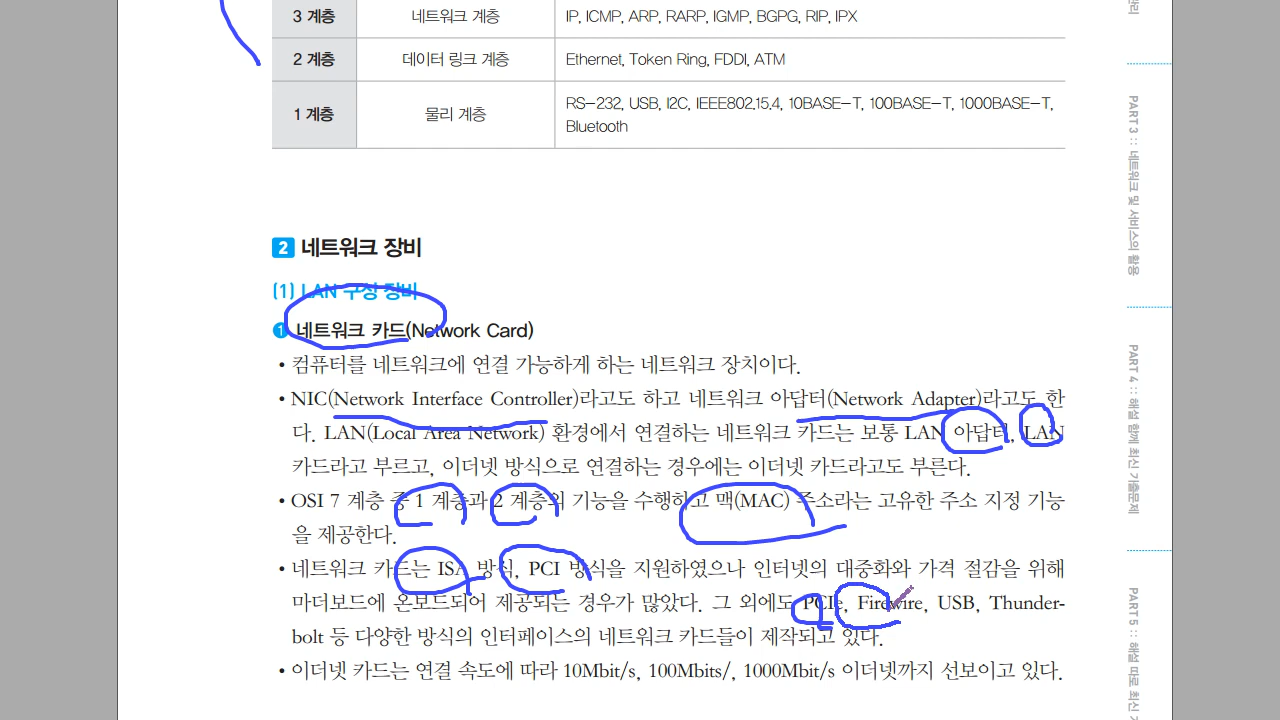 3 계층 네트워크 계층 IP, ICMP, ARP, RARP, IGMP, BGPG, RIP, IPX
2 계층 데이터 링크 계층 Ethernet, Token Ring, FDDI, ATM
1 계층 물리 계층 RS-232, USB, I2C, IEEE802.15.4, 10BASE-T, 100BASE-T, 1000BASE-T,
Bluetooth
2 네트워크 장비
(1) LAN 구성 장비
1 네트워크 카드(Network Card)
• 컴퓨터를 네트워크에 연결 가능하게 하는 네트워크 장치이다.
• NIC(Network Interface Controller)라고도 하고 네트워크 아답터(Network Adapter)라고도 한
다. LAN(Local Area Network) 환경에서 연결하는 네트워크 카드는 보통 LAN 아답터, LAN
카드라고 부르고, 이더넷 방식으로 연결하는 경우에는 이더넷 카드라고도 부른다.
• OSI 7 계층 중 1 계층과 2 계층의 기능을 수행하고 맥(MAC) 주소라는 고유한 주소 지정 기능
을 제공한다.
• 네트워크 카드는 ISA 방식, PCI 방식을 지원하였으나 인터넷의 대중화와 가격 절감을 위해
마더보드에 온보드되어 제공되는 경우가 많았다. 그 외에도 PCIe, Firewire, USB, Thunder-
bolt 등 다양한 방식의 인터페이스의 네트워크 카드들이 제작되고 있다.
• 이더넷 카드는 연결 속도에 따라 10Mbit/s, 100Mbits/, 1000Mbit/s 이더넷까지 선보이고 있다.
PART 3 :: 네트워크 및 서비스의 활용
PART 4 :: 해설 함께 최신 기출문제
PART 5 :: 해설 따로 최신 기